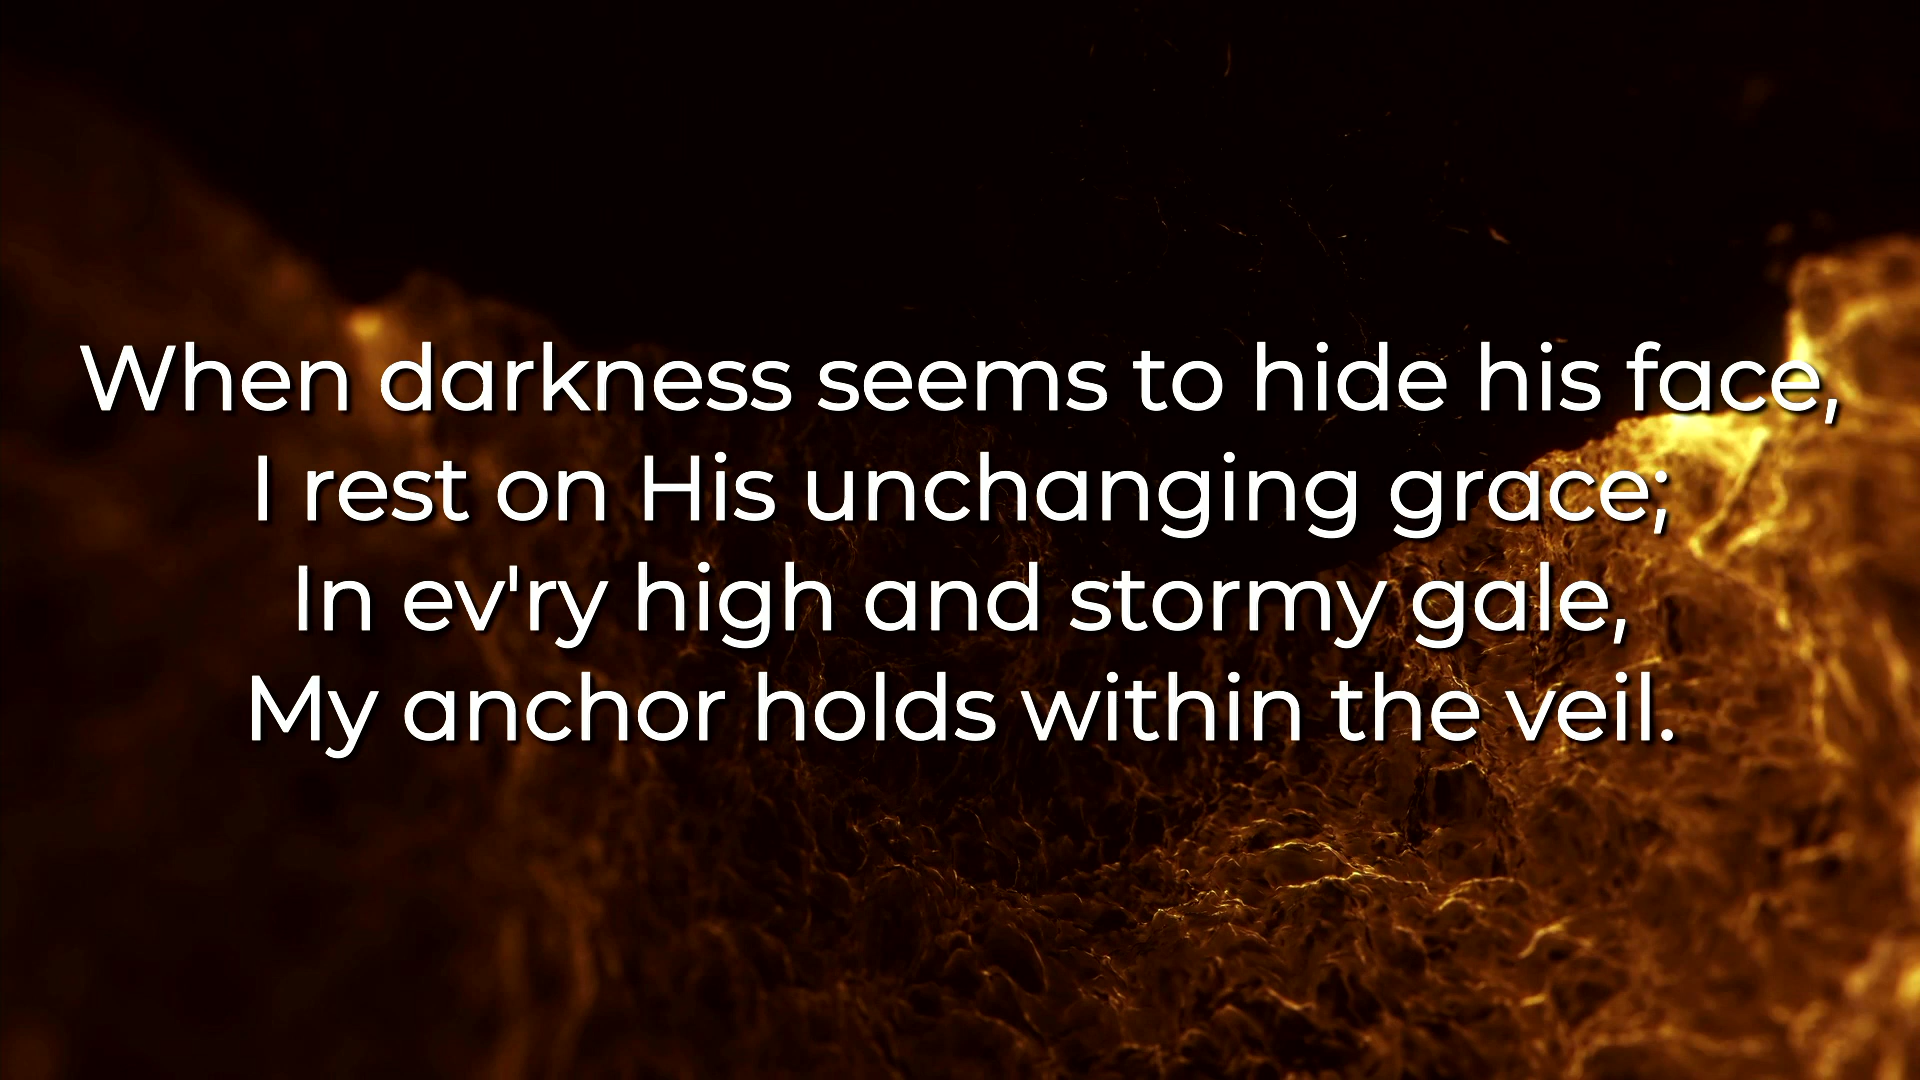 When darkness seems to hide his face,
I rest on His unchanging grace;
In ev'ry high and stormy gale,
My anchor holds within the veil.